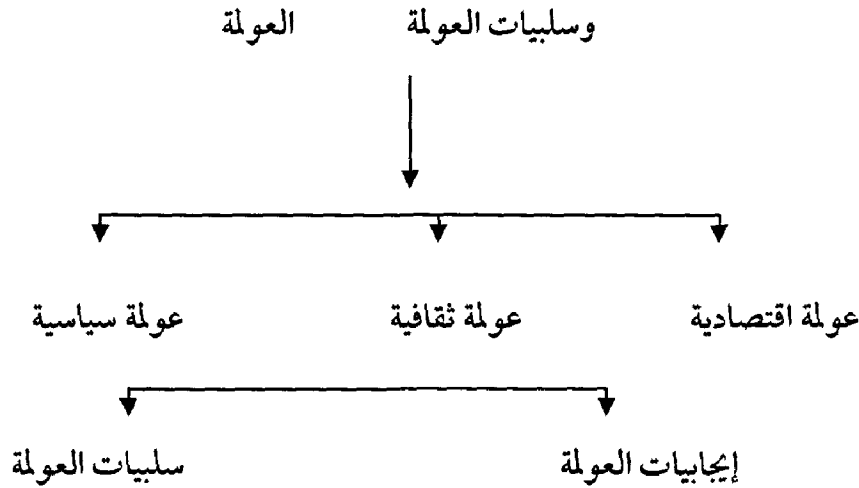 وسلبيات العولمة العولمة
عولمة اقتصادية عولمة ثقافية عولمة سياسية
إيجابيات العولمة سلبيات العولمة